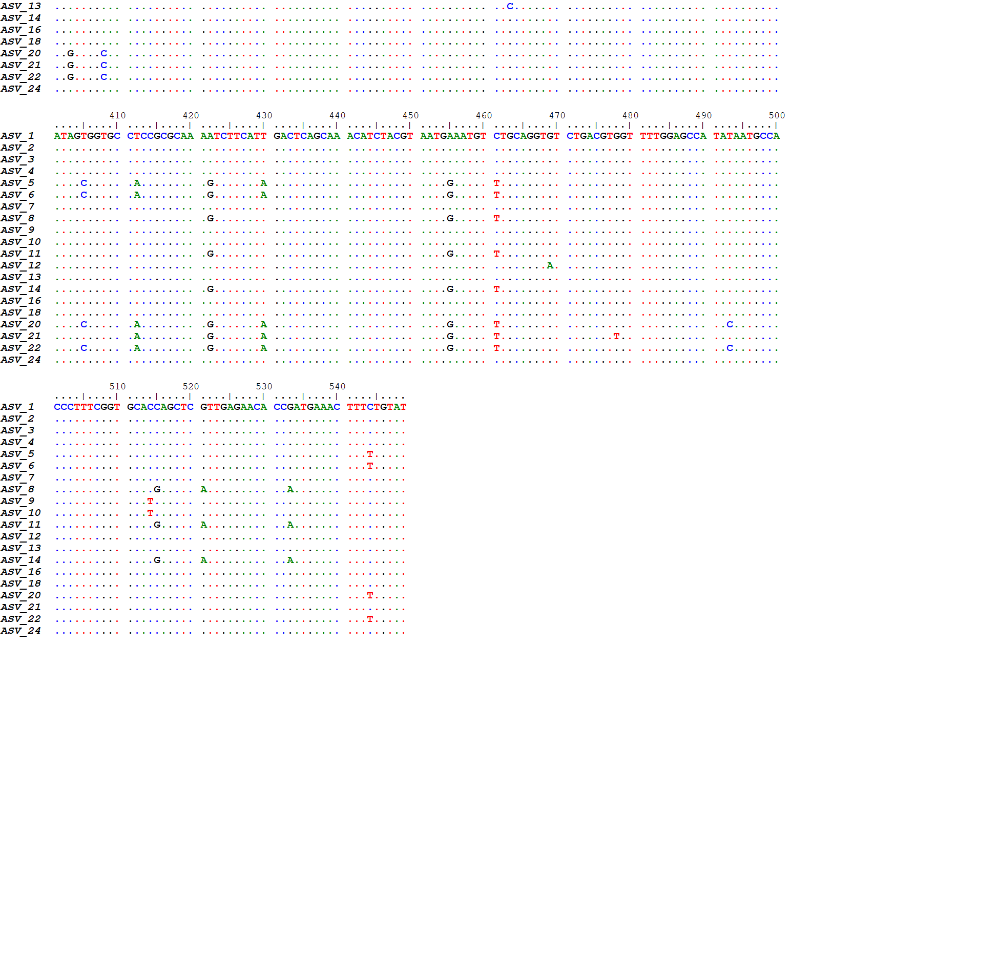 ASV_13 .......... .......... .......... .......... .......... .......... ..C....... .......... .......... ..........
ASV_14 .......... .......... .......... .......... .......... .......... .......... .......... .......... ..........
ASV_16 .......... .......... .......... .......... .......... .......... .......... .......... .......... ..........
ASV_18 .......... .......... .......... .......... .......... .......... .......... .......... .......... ..........
ASV_20 ..G....C.. .......... .......... .......... .......... .......... .......... .......... .......... ..........
ASV_21 ..G....C.. .......... .......... .......... .......... .......... .......... .......... .......... ..........
ASV_22 ..G....C.. .......... .......... .......... .......... .......... .......... .......... .......... ..........
ASV_24 .......... .......... .......... .......... .......... .......... .......... .......... .......... ..........
410 420 430 440 450 460 470 480 490 500
....|....| ....|....| ....|....| ....|....| ....|....| ....|....| ....|....| ....|....| ....|....| ....|....|
ASV_1 ATAGTGGTGC CTCCGCGCAA AATCTTCATT GACTCAGCAA ACATCTACGT AATGAAATGT CTGCAGGTGT CTGACGTGGT TTTGGAGCCA TATAATGCCA
ASV_2 .......... .......... .......... .......... .......... .......... .......... .......... .......... ..........
ASV_3 .......... .......... .......... .......... .......... .......... .......... .......... .......... ..........
ASV_4 .......... .......... .......... .......... .......... .......... .......... .......... .......... ..........
ASV_5 ....C..... .A........ .G.......A .......... .......... ....G..... T......... .......... .......... ..........
ASV_6 ....C..... .A........ .G.......A .......... .......... ....G..... T......... .......... .......... ..........
ASV_7 .......... .......... .......... .......... .......... .......... .......... .......... .......... ..........
ASV_8 .......... .......... .G........ .......... .......... ....G..... T......... .......... .......... ..........
ASV_9 .......... .......... .......... .......... .......... .......... .......... .......... .......... ..........
ASV_10 .......... .......... .......... .......... .......... .......... .......... .......... .......... ..........
ASV_11 .......... .......... .G........ .......... .......... ....G..... T......... .......... .......... ..........
ASV_12 .......... .......... .......... .......... .......... .......... ........A. .......... .......... ..........
ASV_13 .......... .......... .......... .......... .......... .......... .......... .......... .......... ..........
ASV_14 .......... .......... .G........ .......... .......... ....G..... T......... .......... .......... ..........
ASV_16 .......... .......... .......... .......... .......... .......... .......... .......... .......... ..........
ASV_18 .......... .......... .......... .......... .......... .......... .......... .......... .......... ..........
ASV_20 ....C..... .A........ .G.......A .......... .......... ....G..... T......... .......... .......... ..C.......
ASV_21 .......... .A........ .G.......A .......... .......... ....G..... T......... .......T.. .......... ..........
ASV_22 ....C..... .A........ .G.......A .......... .......... ....G..... T......... .......... .......... ..C.......
ASV_24 .......... .......... .......... .......... .......... .......... .......... .......... .......... ..........
510 520 530 540
....|....| ....|....| ....|....| ....|....| ....|....
ASV_1 CCCTTTCGGT GCACCAGCTC GTTGAGAACA CCGATGAAAC TTTCTGTAT
ASV_2 .......... .......... .......... .......... .........
ASV_3 .......... .......... .......... .......... .........
ASV_4 .......... .......... .......... .......... .........
ASV_5 .......... .......... .......... .......... ...T.....
ASV_6 .......... .......... .......... .......... ...T.....
ASV_7 .......... .......... .......... .......... .........
ASV_8 .......... ....G..... A......... ..A....... .........
ASV_9 .......... ...T...... .......... .......... .........
ASV_10 .......... ...T...... .......... .......... .........
ASV_11 .......... ....G..... A......... ..A....... .........
ASV_12 .......... .......... .......... .......... .........
ASV_13 .......... .......... .......... .......... .........
ASV_14 .......... ....G..... A......... ..A....... .........
ASV_16 .......... .......... .......... .......... .........
ASV_18 .......... .......... .......... .......... .........
ASV_20 .......... .......... .......... .......... ...T.....
ASV_21 .......... .......... .......... .......... .........
ASV_22 .......... .......... .......... .......... ...T.....
ASV_24 .......... .......... .......... .......... .........